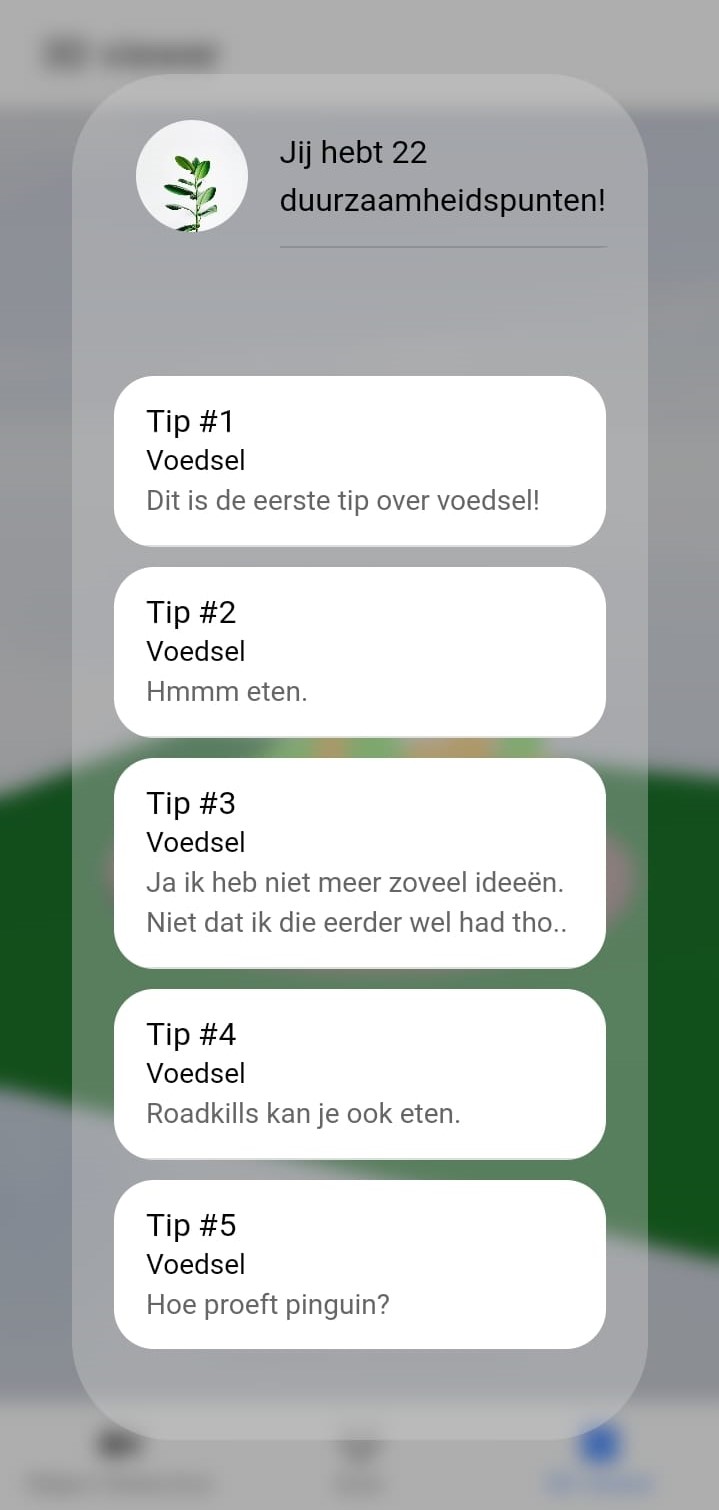 Jij hebt 22
duurzaamheidspunten!
Tip #1
Voedsel
Dit is de eerste tip over voedsel!
Tip #2
Voedsel
Hmmm eten.
Tip #3
Voedsel
Ja ik heb niet meer zoveel ideeën.
Niet dat ik die eerder wel had tho..
Tip #4
Voedsel
Roadkills kan je ook eten.
Tip #5
Voedsel
Hoe proeft pinguin?